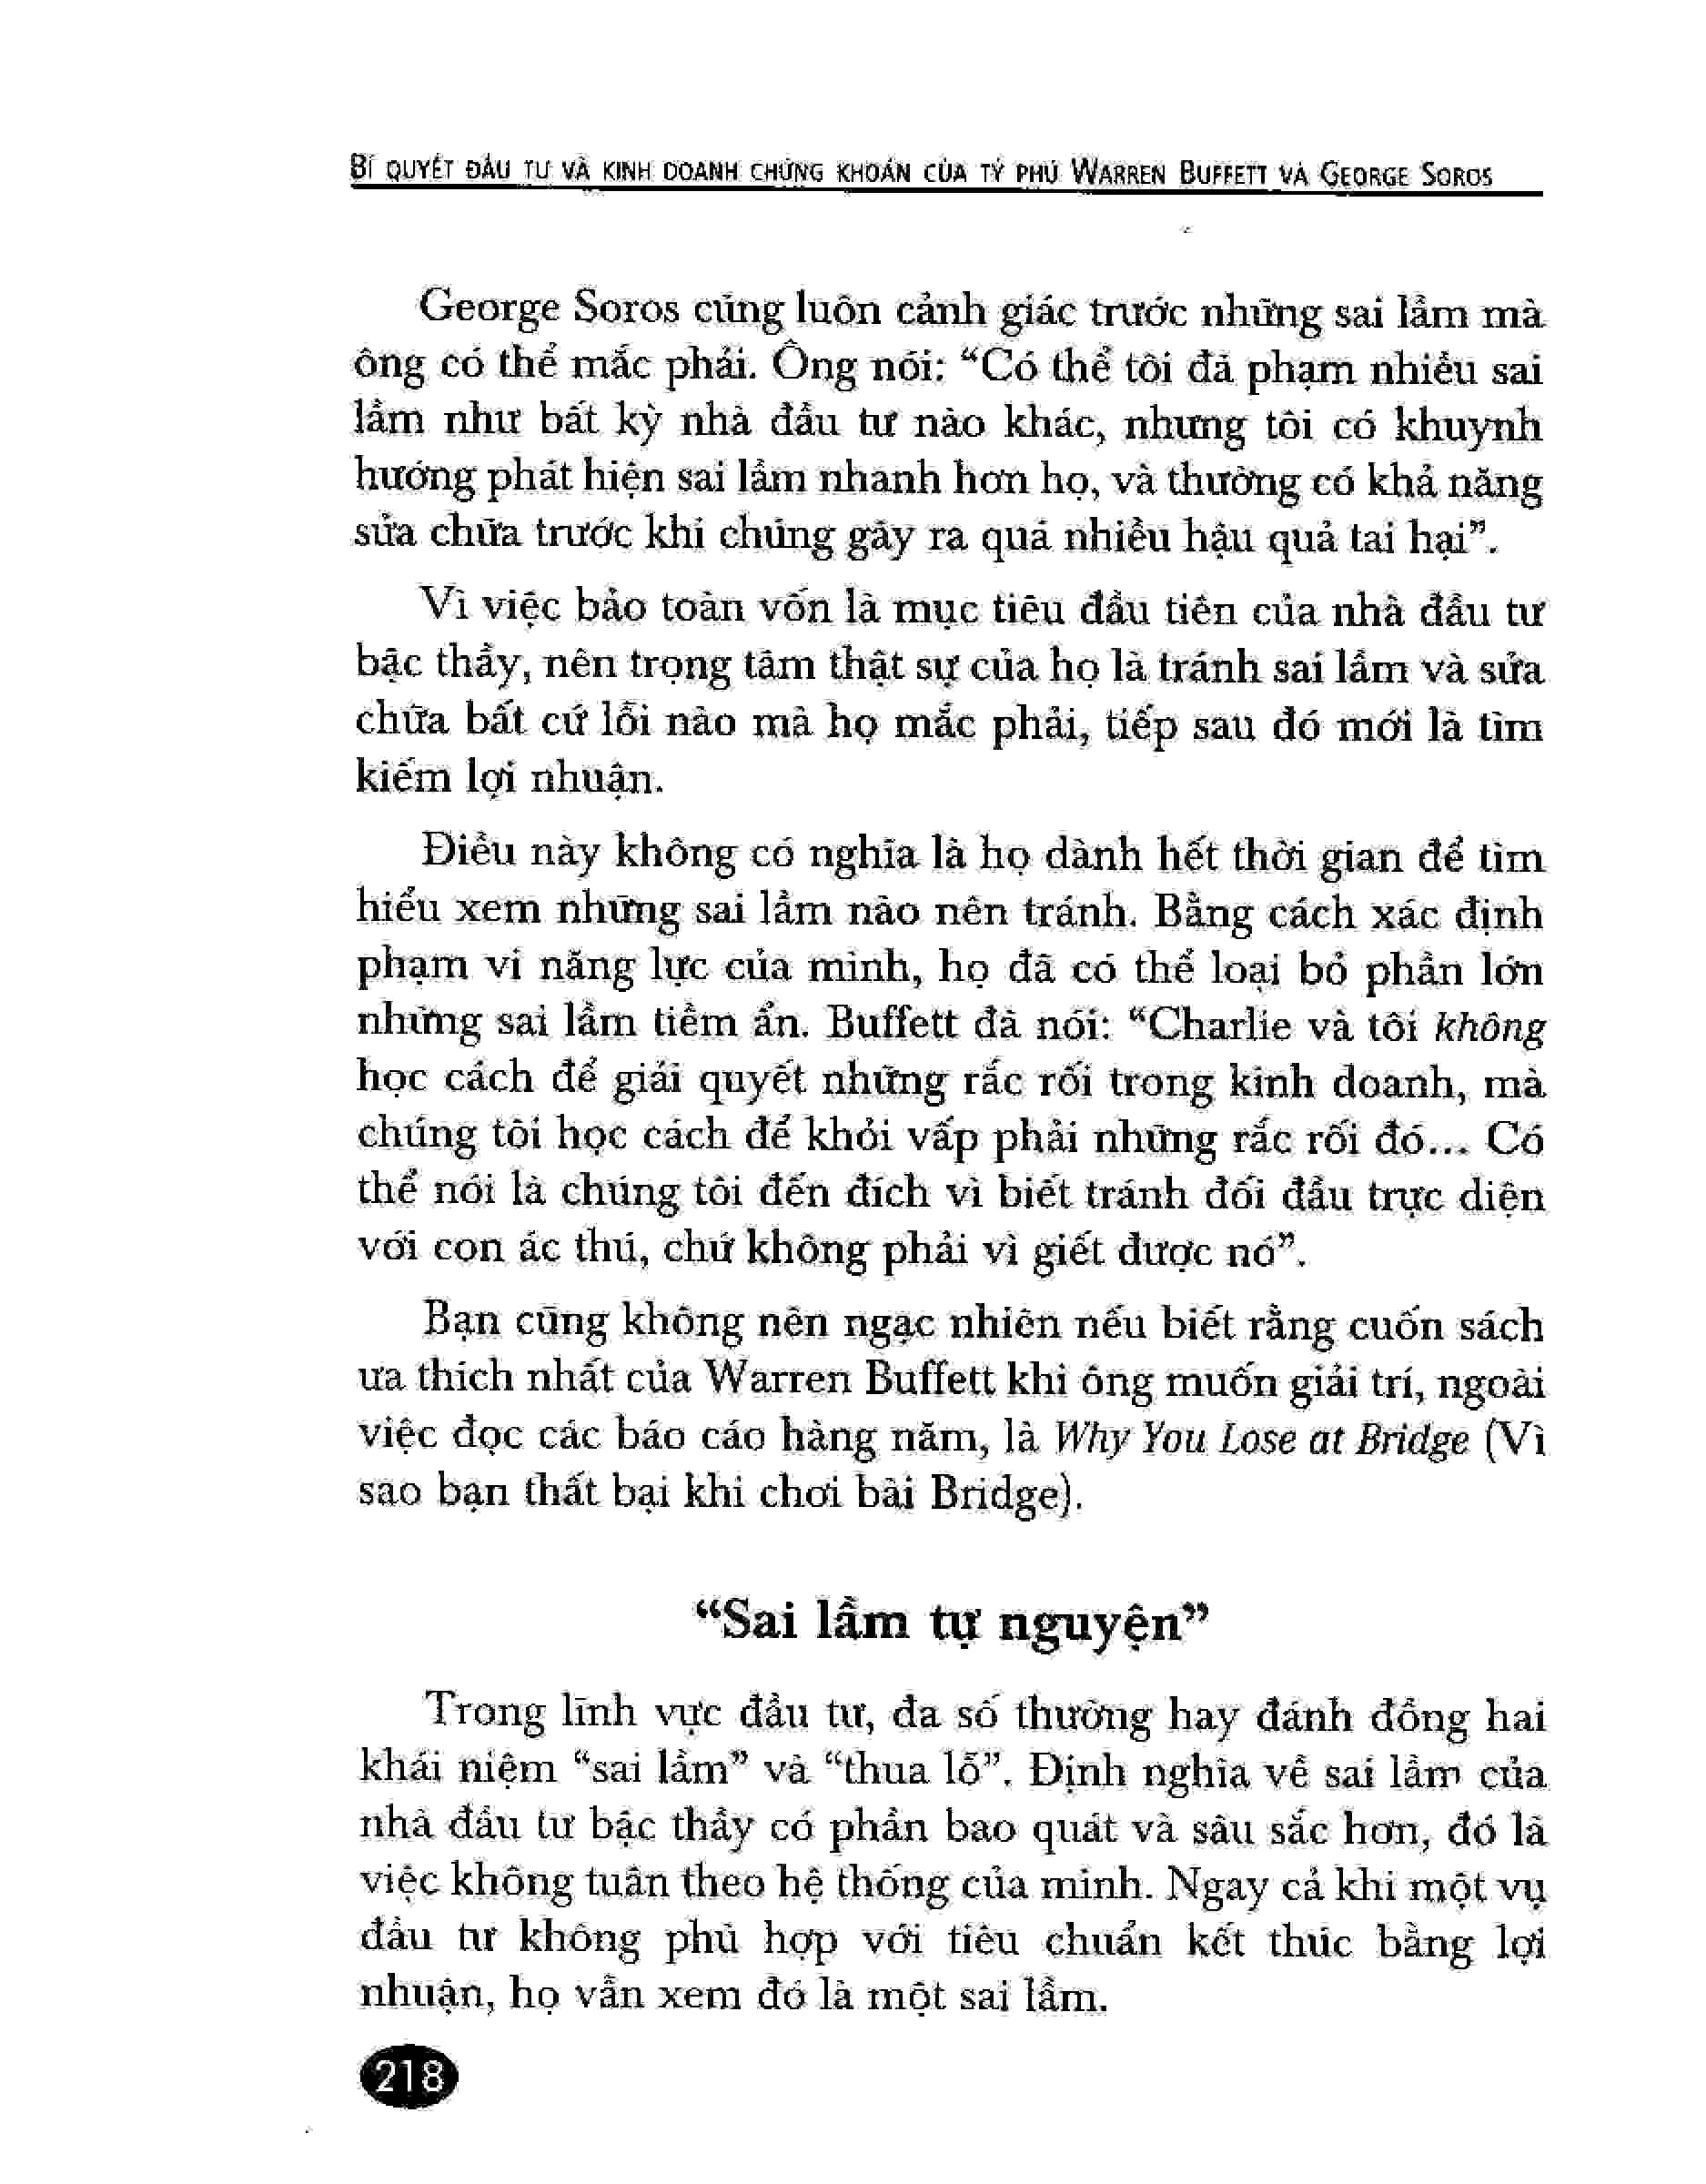 BÍ QUYẾT ĐẦU TƯ VÀ KINH DOANH CHỨNG KHOÁN CỦA TỶ PHÚ WARREN BUFFETT VÀ GEORGE SOROS
George Soros cũng luôn cảnh giác trước những sai lầm mà
ông có thể mắc phải. Ông nói: “Có thể tôi đã phạm nhiều sai
lầm như bất kỳ nhà đầu tư nào khác, nhưng tôi có khuynh
hướng phát hiện sai lầm nhanh hơn họ, và thường có khả năng
sửa chữa trước khi chúng gây ra quá nhiều hậu quả tai hại”.
Vì việc bảo toàn vốn là mục tiêu đầu tiên của nhà đầu tư
bậc thầy, nên trọng tâm thật sự của họ là tránh sai lầm và sửa
chữa bất cứ lỗi nào mà họ mắc phải, tiếp sau đó mới là tìm
kiếm lợi nhuận.
Điều này không có nghĩa là họ dành hết thời gian để tìm
hiểu xem những sai lầm nào nên tránh. Bằng cách xác định
phạm vi năng lực của mình, họ đã có thể loại bỏ phần lớn
những sai lầm tiềm ẩn. Buffett đã nói: “Charlie và tôi không
học cách để giải quyết những rắc rối trong kinh doanh, mà
chúng tôi học cách để khỏi vấp phải những rắc rối đó... Có
thể nói là chúng tôi đến đích vì biết tránh đối đầu trực diện
với con ác thú, chứ không phải vì giết được nó”.
Bạn cũng không nên ngạc nhiên nếu biết rằng cuốn sách
ưa thích nhất của Warren Buffett khi ông muốn giải trí, ngoài
việc đọc các báo cáo hàng năm, là Why You Lose at Bridge (Vì
sao bạn thất bại khi chơi bài Bridge).
“Sai lầm tự nguyện”
Trong lĩnh vực đầu tư, đa số thường hay đánh đồng hai
khái niệm “sai lầm” và “thua lỗ”. Định nghĩa về sai lầm của
nhà đầu tư bậc thầy có phần bao quát và sâu sắc hơn, đó là
việc không tuân theo hệ thống của mình. Ngay cả khi một vụ
đầu tư không phù hợp với tiêu chuẩn kết thúc bằng lợi
nhuận, họ vẫn xem đó là một sai lầm.
218